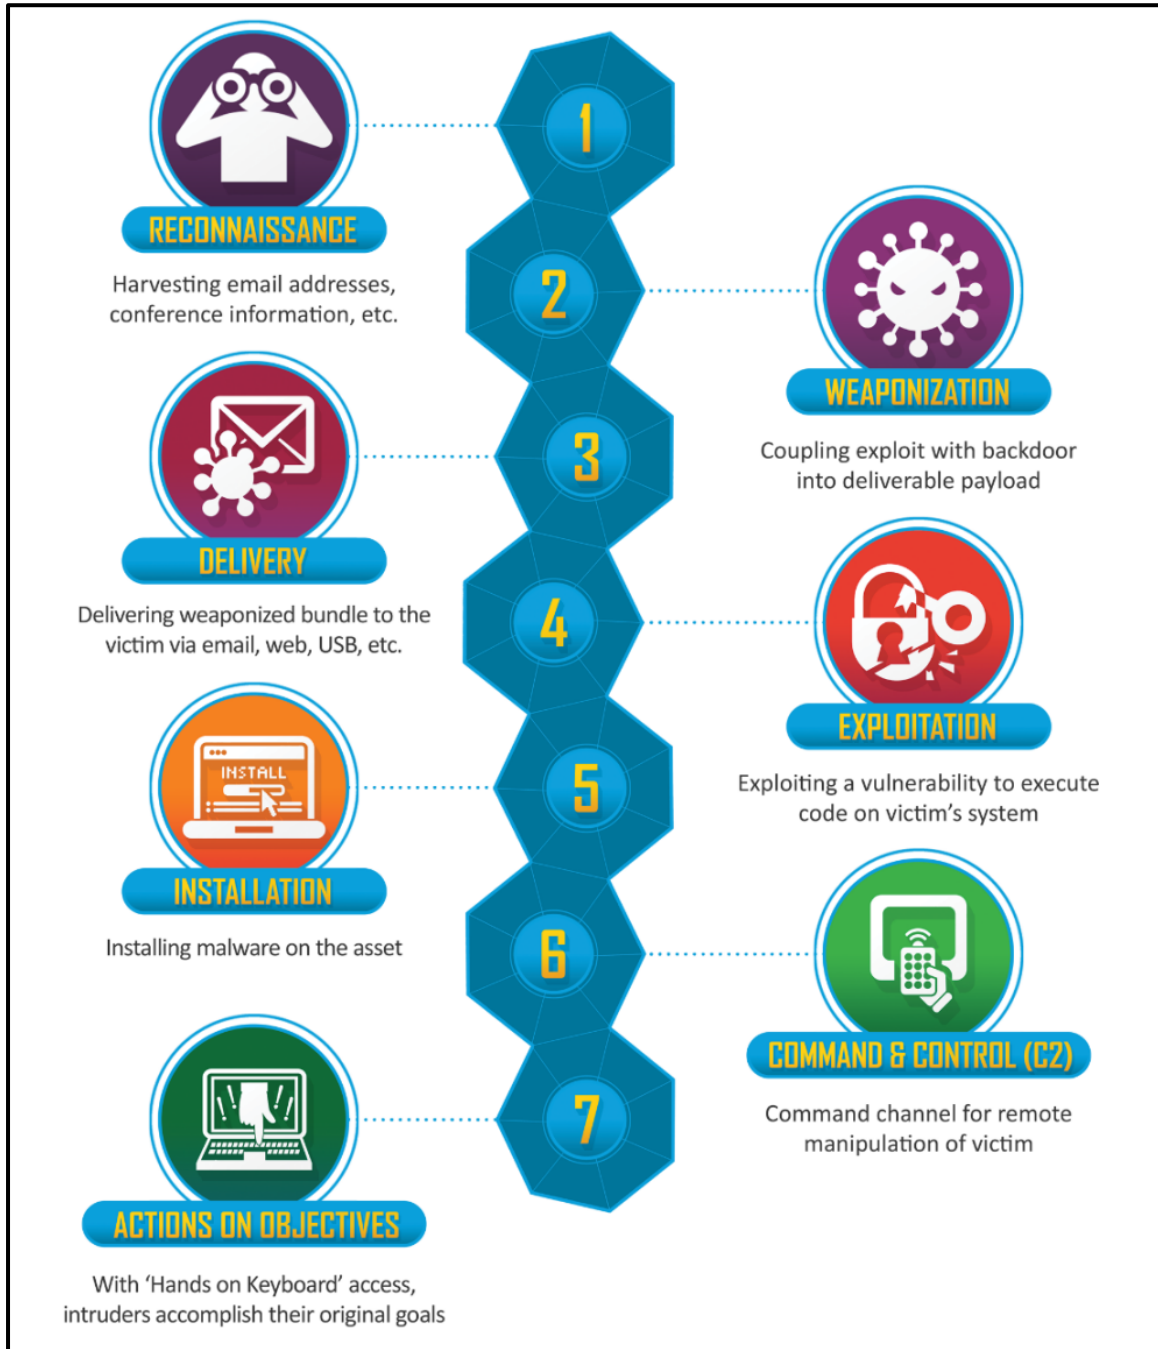 1
RECONNAISSANCE
Harvesting email addresses,
conference information, etc.
2
WEAPONIZATION
Coupling exploit with backdoor
into deliverable payload
3
DELIVERY
Delivering weaponized bundle to the
victim via email, web, USB, etc.
4
EXPLOITATION
Exploiting a vulnerability to execute
code on victim’s system
5
INSTALL
INSTALLATION
Installing malware on the asset
6
COMMAND & CONTROL (C2)
Command channel for remote
manipulation of victim
7
ACTIONS ON OBJECTIVES
With ‘Hands on Keyboard’ access,
intruders accomplish their original goals